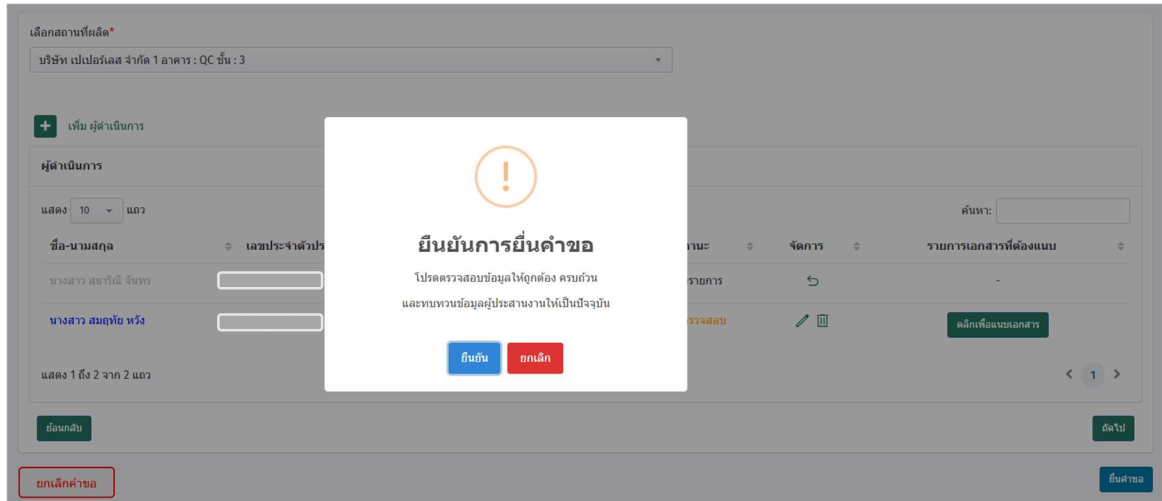 เลือกสถานที่ผลิต*
บริษัท เปเปอร์เลส จำกัด 1 อาคาร : QC ชั้น : 3
+ เพิ่ม ผู้ดำเนินการ
ผู้ดำเนินการ
แสดง 10 แถว
ค้นหา:
ชื่อ-นามสกุล เลขประจำตัวประ านะ จัดการ รายการเอกสารที่ต้องแนบ
นางสาว สุธาริณี จันทร รายการ -
นางสาว สมฤทัย หวัง รวจสอบ คลิกเพื่อแนบเอกสาร
แสดง 1 ถึง 2 จาก 2 แถว
< 1 >
ย้อนกลับ ถัดไป
ยกเลิกคำขอ ยื่นคำขอ
!
ยืนยันการยื่นคำขอ
โปรดตรวจสอบข้อมูลให้ถูกต้อง ครบถ้วน
และทบทวนข้อมูลผู้ประสานงานให้เป็นปัจจุบัน
ยืนยัน ยกเลิก